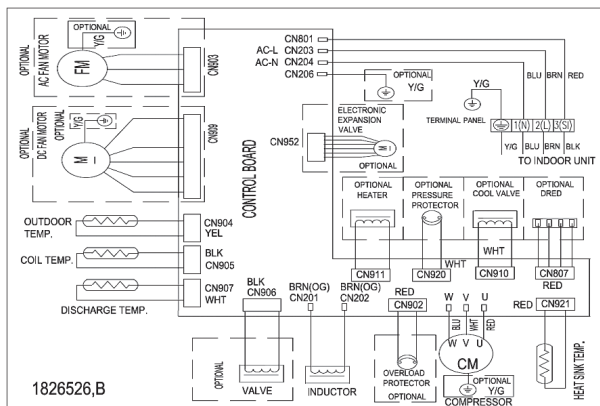 OPTIONAL
AC FAN MOTOR
OPTIONAL
Y/G
FM
CN803
OPTIONAL
DC FAN MOTOR
OPTIONAL
Y/G
M
CN939
OUTDOOR TEMP.
CN904
YEL
COIL TEMP.
BLK
CN905
DISCHARGE TEMP.
CN907
WHT
CONTROL BOARD
CN801
AC-L CN203
AC-N CN204
CN206
OPTIONAL
Y/G
BLU BRN RED
Y/G
TERMINAL PANEL
1(N) 2(L) 3(SI)
Y/G BLU BRN BLK
TO INDOOR UNIT
ELECTRONIC
EXPANSION
VALVE
CN952
M
OPTIONAL
OPTIONAL
HEATER
CN911
OPTIONAL
PRESSURE
PROTECTOR
WHT
CN920
OPTIONAL
COOL VALVE
WHT
CN910
OPTIONAL
DRED
CN807
RED
BLK
CN906
OPTIONAL
VALVE
BRN(OG)
CN201
BRN(OG)
CN202
INDUCTOR
RED
CN902
OVERLOAD
PROTECTOR
OPTIONAL
W V U
BLU WHT RED
W V U
CM
OPTIONAL
Y/G
COMPRESSOR
RED CN921
HEAT SINK TEMP.
1826526,B